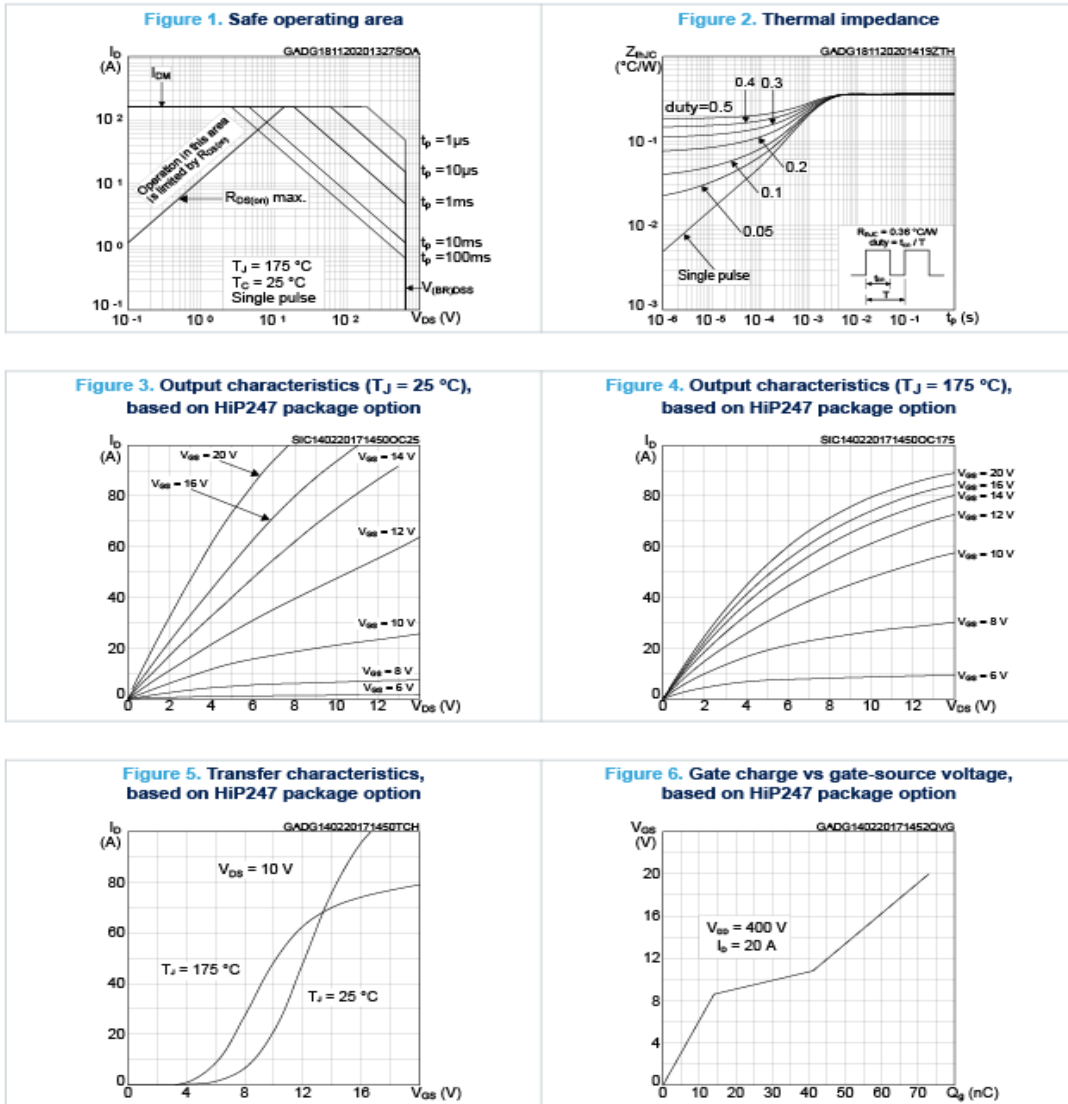 Figure 1. Safe operating area
GADG181120201327SOA
ID
(A)
IDM
10 2
10 1
10 0
10 -1
Operation in this area
is limited by RDS(on)
RDS(on) max.
TJ = 175 °C
TC = 25 °C
Single pulse
tp =1µs
tp =10µs
tp =1ms
tp =10ms
tp =100ms
V(BR)DSS
10 -1 10 0 10 1 10 2 VDS (V)
Figure 2. Thermal impedance
GADG181120201419ZTH
ZthJC
(°C/W)
duty=0.5
0.4 0.3
0.2
0.1
0.05
Single pulse
10 -1
10 -2
10 -3
RthJC = 0.36 °C/W
duty = ton / T
ton
T
10 -6 10 -5 10 -4 10 -3 10 -2 10 -1 tp (s)
Figure 3. Output characteristics (TJ = 25 °C),
based on HiP247 package option
SIC140220171450OC25
ID
(A)
VGS = 20 V
VGS = 16 V
VGS = 14 V
VGS = 12 V
VGS = 10 V
VGS = 8 V
VGS = 6 V
80
60
40
20
0
0 2 4 6 8 10 12 VDS (V)
Figure 4. Output characteristics (TJ = 175 °C),
based on HiP247 package option
SIC140220171450OC175
ID
(A)
VGS = 20 V
VGS = 16 V
VGS = 14 V
VGS = 12 V
VGS = 10 V
VGS = 8 V
VGS = 6 V
80
60
40
20
0
0 2 4 6 8 10 12 VDS (V)
Figure 5. Transfer characteristics,
based on HiP247 package option
GADG140220171450TCH
ID
(A)
VDS = 10 V
TJ = 175 °C
TJ = 25 °C
80
60
40
20
0
0 4 8 12 16 VGS (V)
Figure 6. Gate charge vs gate-source voltage,
based on HiP247 package option
GADG140220171452QVG
VGS
(V)
VDD = 400 V
ID = 20 A
20
16
12
8
4
0
0 10 20 30 40 50 60 70 Qg (nC)